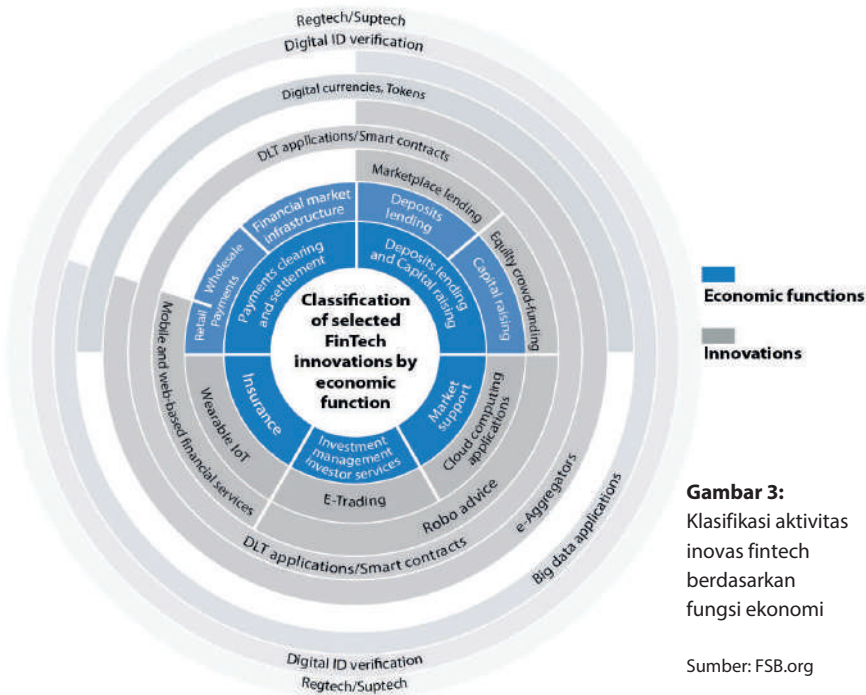 Regtech/Suptech
Digital ID verification
Digital currencies, Tokens
DLT applications/Smart contracts
Marketplace lending
Equity crowd-funding
Financial market
infrastructure
Deposits
lending
Wholesale
Payments
Retail
Capital raising
Payments clearing
and settlement
Deposits lending
and Capital raising
Classification
of selected
FinTech
innovations by
economic
function
Insurance
Market
support
Investment
management
investor services
Mobile and web-based financial services
Wearable IoT
E-Trading
Cloud computing
applications
Robo advice
DLT applications/Smart contracts
e-Aggregators
Big data applications
Digital ID verification
Regtech/Suptech
Economic functions
Innovations
Gambar 3:
Klasifikasi aktivitas
inovas fintech
berdasarkan
fungsi ekonomi
Sumber: FSB.org